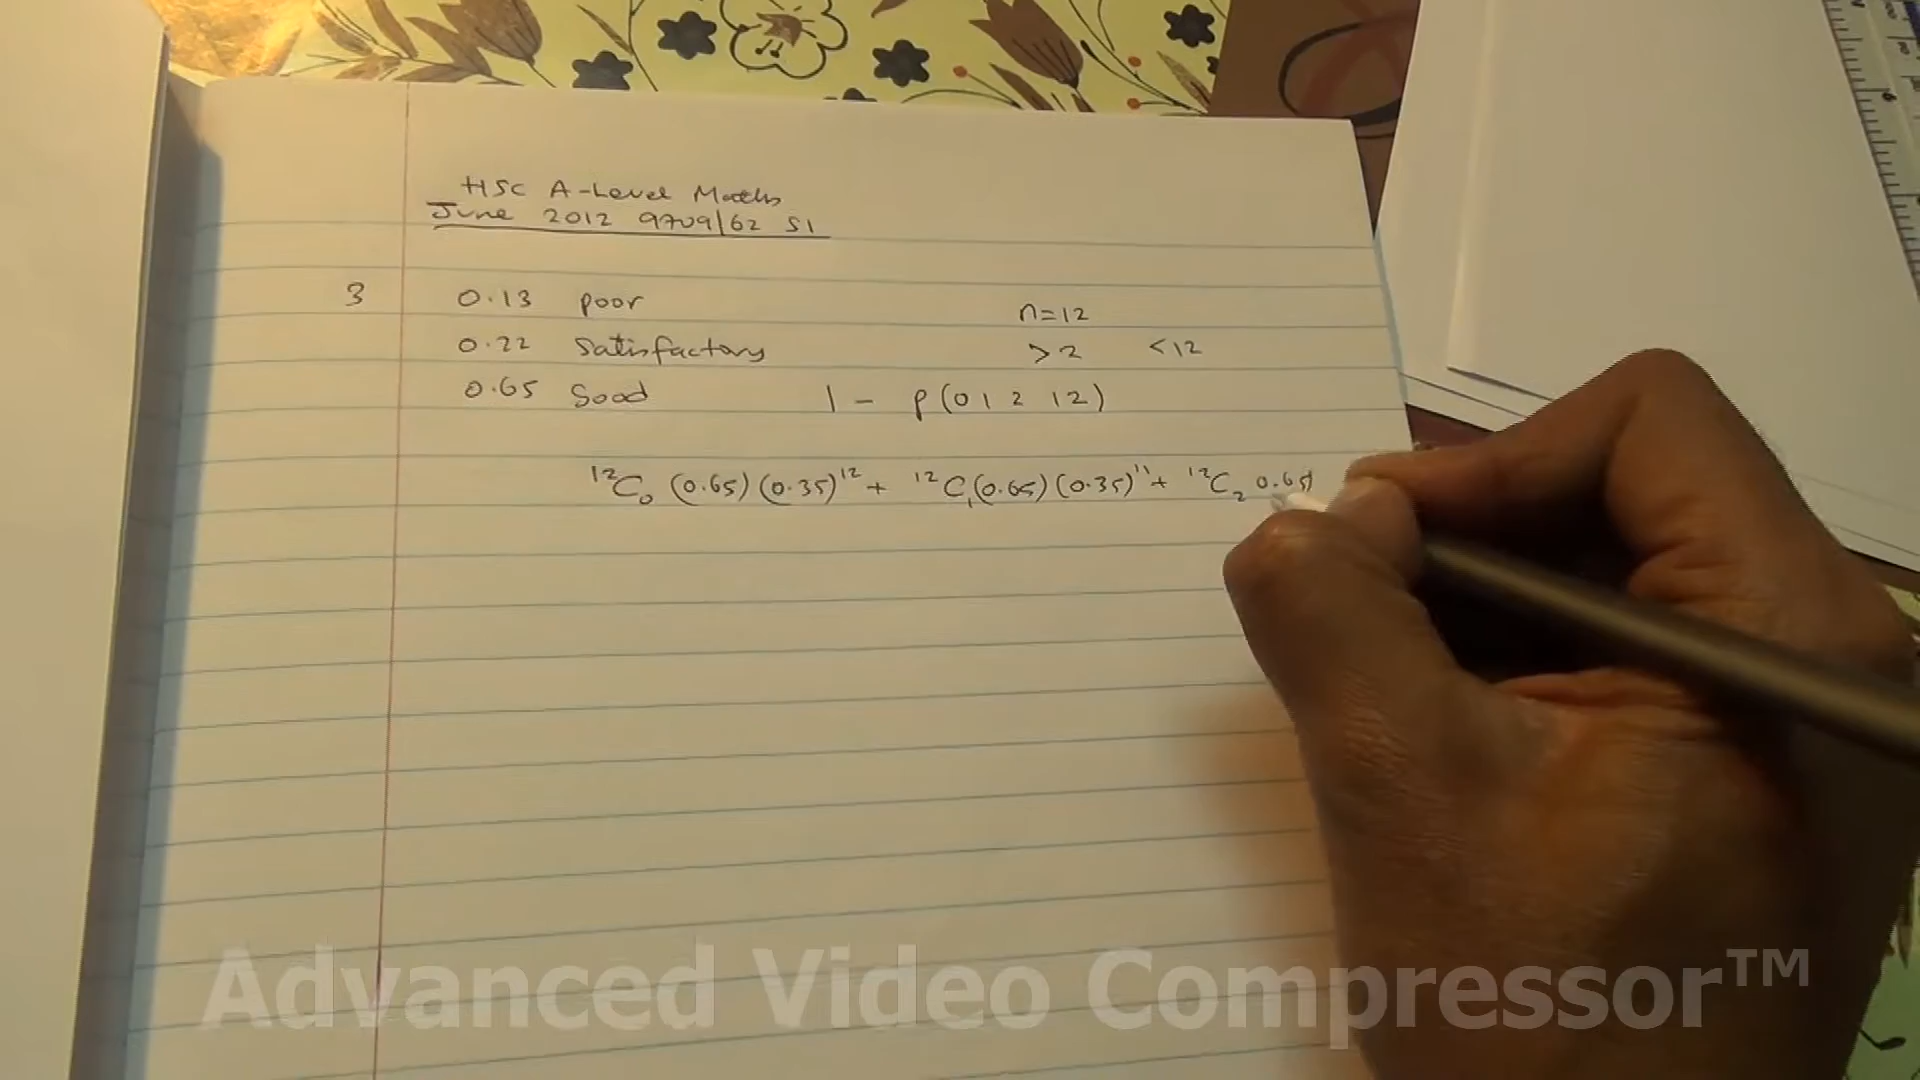 HSC A-Level Maths
June 2012 9709/62 S1
3 0.13 poor n=12
0.22 Satisfactory >2 <12
0.65 Good 1 - P(0 1 2 12)
¹²C₀ (0.65)(0.35)¹² + ¹²C₁(0.65)(0.35)¹¹ + ¹²C₂ 0.65
Advanced Video Compressor™